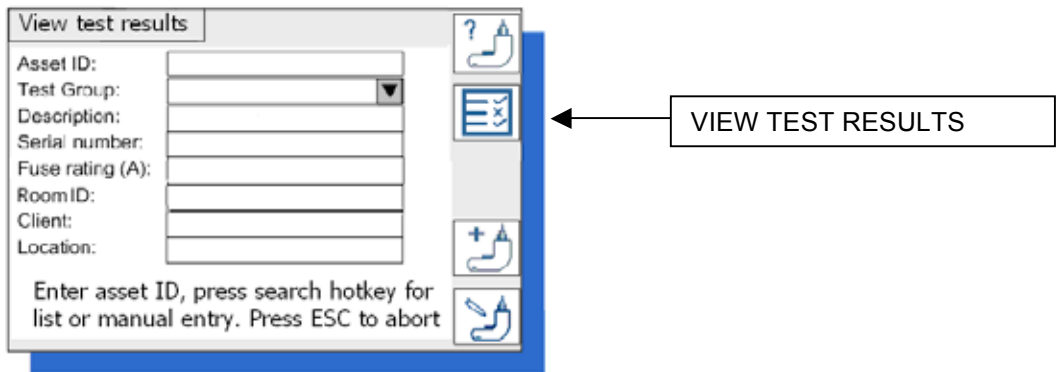 View test results
Asset ID:
Test Group:
Description:
Serial number:
Fuse rating (A):
Room ID:
Client:
Location:
Enter asset ID, press search hotkey for
list or manual entry. Press ESC to abort
?
+
VIEW TEST RESULTS